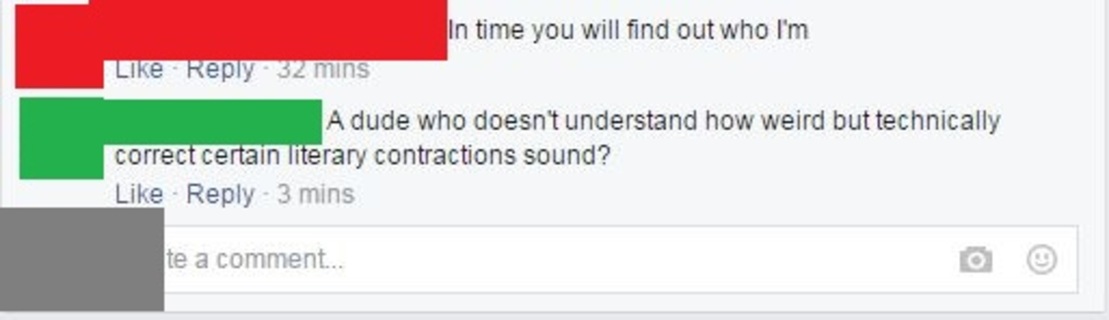 In time you will find out who I'm
Like · Reply · 32 mins
A dude who doesn't understand how weird but technically
correct certain literary contractions sound?
Like · Reply · 3 mins
te a comment...